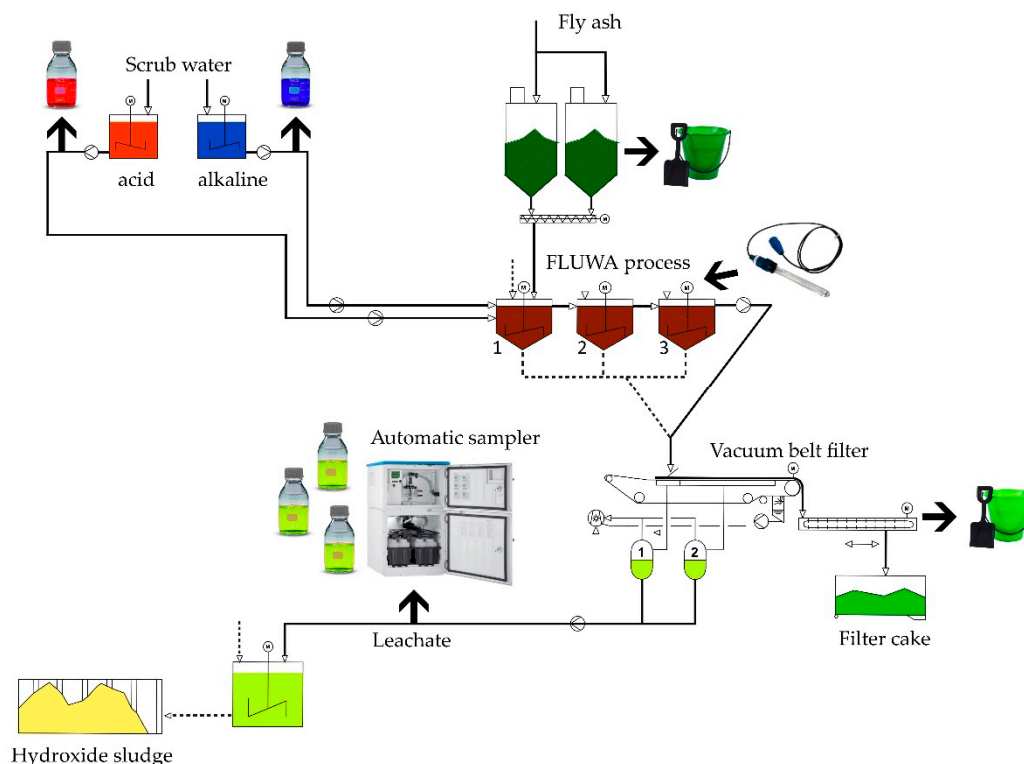 Fly ash
Scrub water
M
M
acid
alkaline
M
FLUWA process
M
M
M
1
2
3
Automatic sampler
Vacuum belt filter
M
M
1
2
Leachate
Filter cake
M
Hydroxide sludge